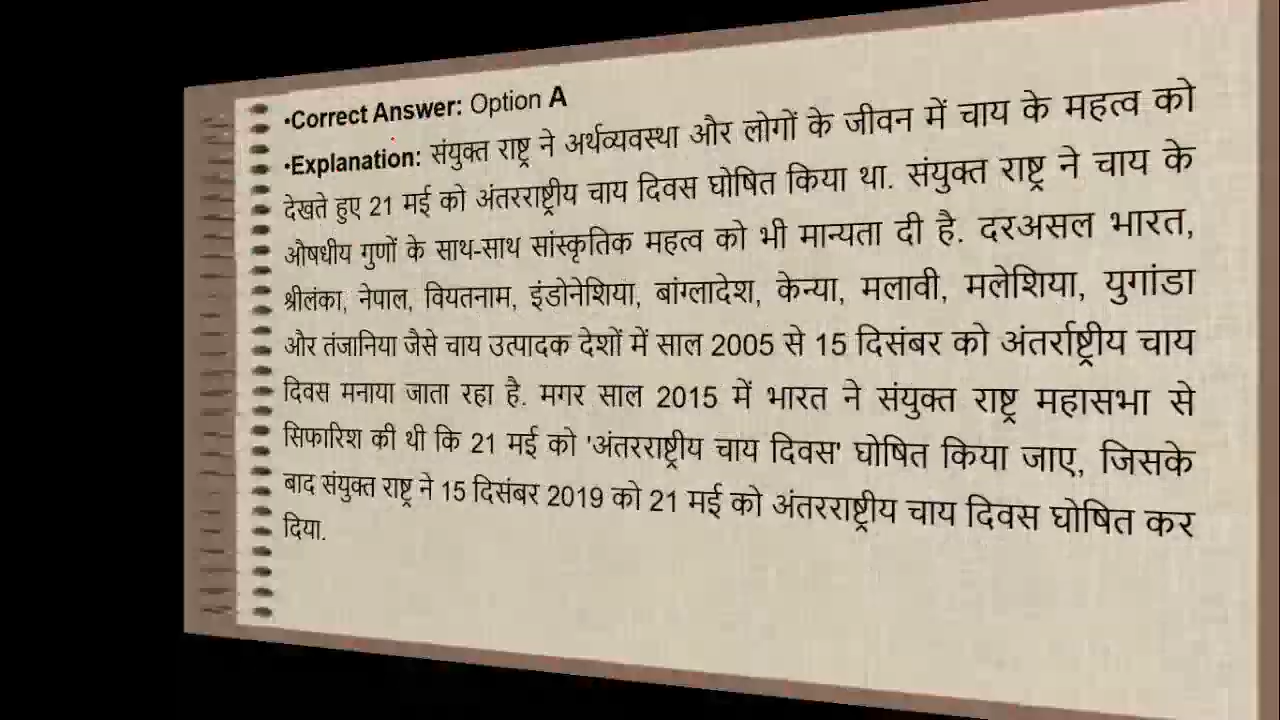 •Correct Answer: Option A
•Explanation: संयुक्त राष्ट्र ने अर्थव्यवस्था और लोगों के जीवन में चाय के महत्व को
देखते हुए 21 मई को अंतरराष्ट्रीय चाय दिवस घोषित किया था. संयुक्त राष्ट्र ने चाय के
औषधीय गुणों के साथ-साथ सांस्कृतिक महत्व को भी मान्यता दी है. दरअसल भारत,
श्रीलंका, नेपाल, वियतनाम, इंडोनेशिया, बांग्लादेश, केन्या, मलावी, मलेशिया, युगांडा
और तंजानिया जैसे चाय उत्पादक देशों में साल 2005 से 15 दिसंबर को अंतर्राष्ट्रीय चाय
दिवस मनाया जाता रहा है. मगर साल 2015 में भारत ने संयुक्त राष्ट्र महासभा से
सिफारिश की थी कि 21 मई को 'अंतरराष्ट्रीय चाय दिवस' घोषित किया जाए, जिसके
बाद संयुक्त राष्ट्र ने 15 दिसंबर 2019 को 21 मई को अंतरराष्ट्रीय चाय दिवस घोषित कर
दिया.